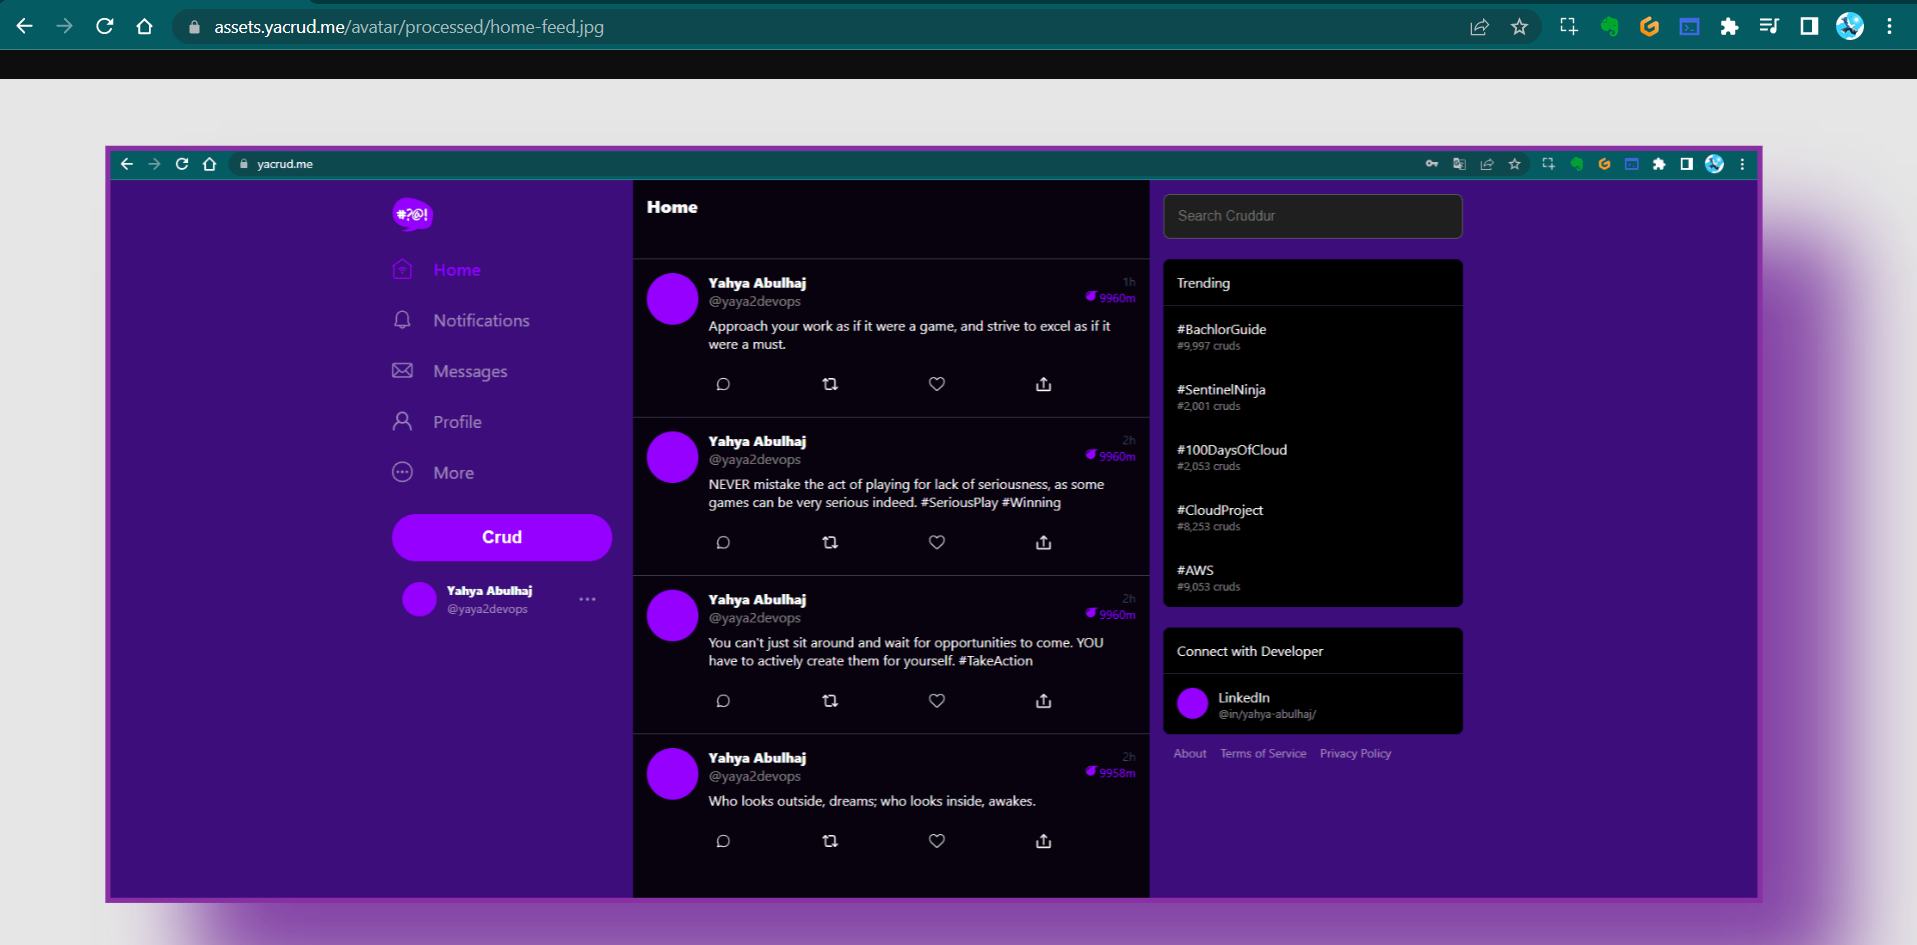 assets.yacrud.me/avatar/processed/home-feed.jpg
yacrud.me
#?@!
Home
Notifications
Messages
Profile
More
Crud
Yahya Abulhaj
@yaya2devops
Home
Yahya Abulhaj
1h
@yaya2devops
9960m
Approach your work as if it were a game, and strive to excel as if it
were a must.
Yahya Abulhaj
2h
@yaya2devops
9960m
NEVER mistake the act of playing for lack of seriousness, as some
games can be very serious indeed. #SeriousPlay #Winning
Yahya Abulhaj
2h
@yaya2devops
9960m
You can't just sit around and wait for opportunities to come. YOU
have to actively create them for yourself. #TakeAction
Yahya Abulhaj
2h
@yaya2devops
9958m
Who looks outside, dreams; who looks inside, awakes.
Search Cruddur
Trending
#BachlorGuide
#9,997 cruds
#SentinelNinja
#2,001 cruds
#100DaysOfCloud
#2,053 cruds
#CloudProject
#8,253 cruds
#AWS
#9,053 cruds
Connect with Developer
LinkedIn
@in/yahya-abulhaj/
About Terms of Service Privacy Policy